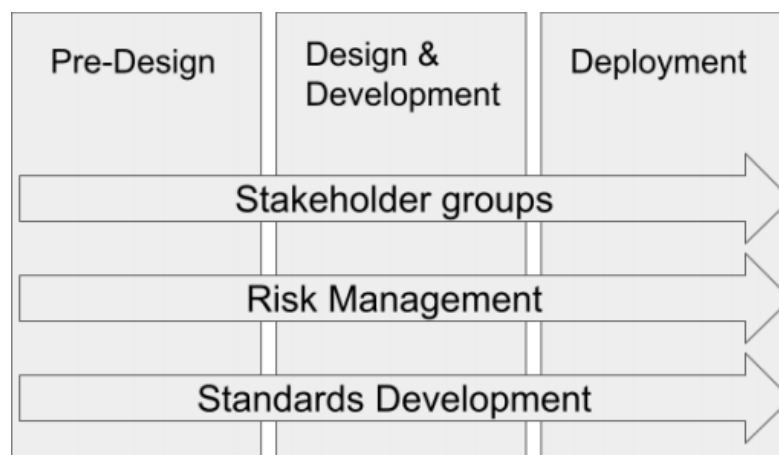 Pre-Design
Design &
Development
Deployment
Stakeholder groups
Risk Management
Standards Development